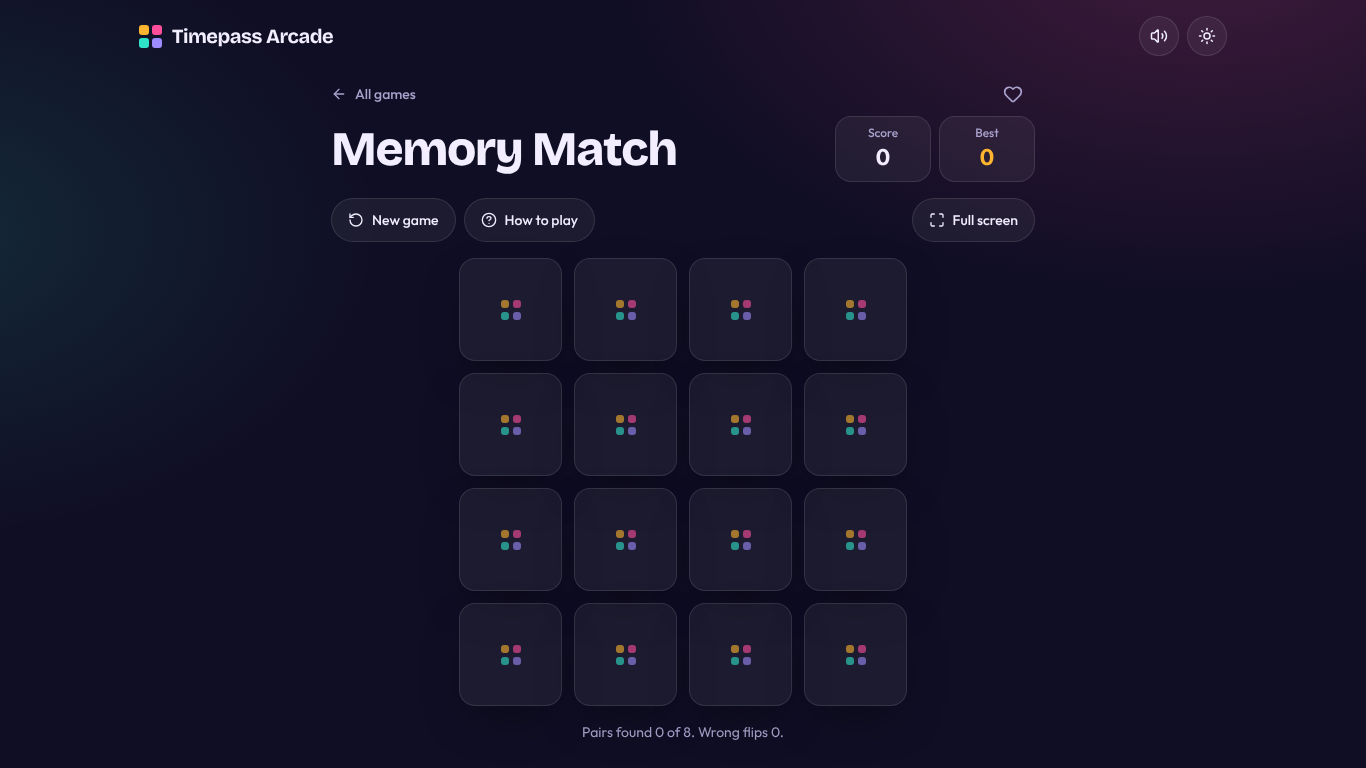 Timepass Arcade
All games
Memory Match
Score
0
Best
0
New game
How to play
Full screen
Pairs found 0 of 8. Wrong flips 0.